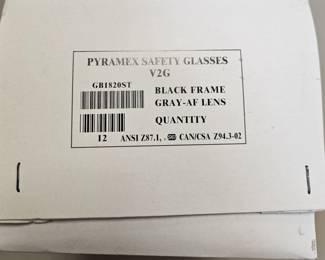 PYRAMEX SAFETY GLASSES
V2G
GB1820ST
BLACK FRAME
GRAY-AF LENS
QUANTITY
12 ANSI Z87.1, CAN/CSA Z94.3-02